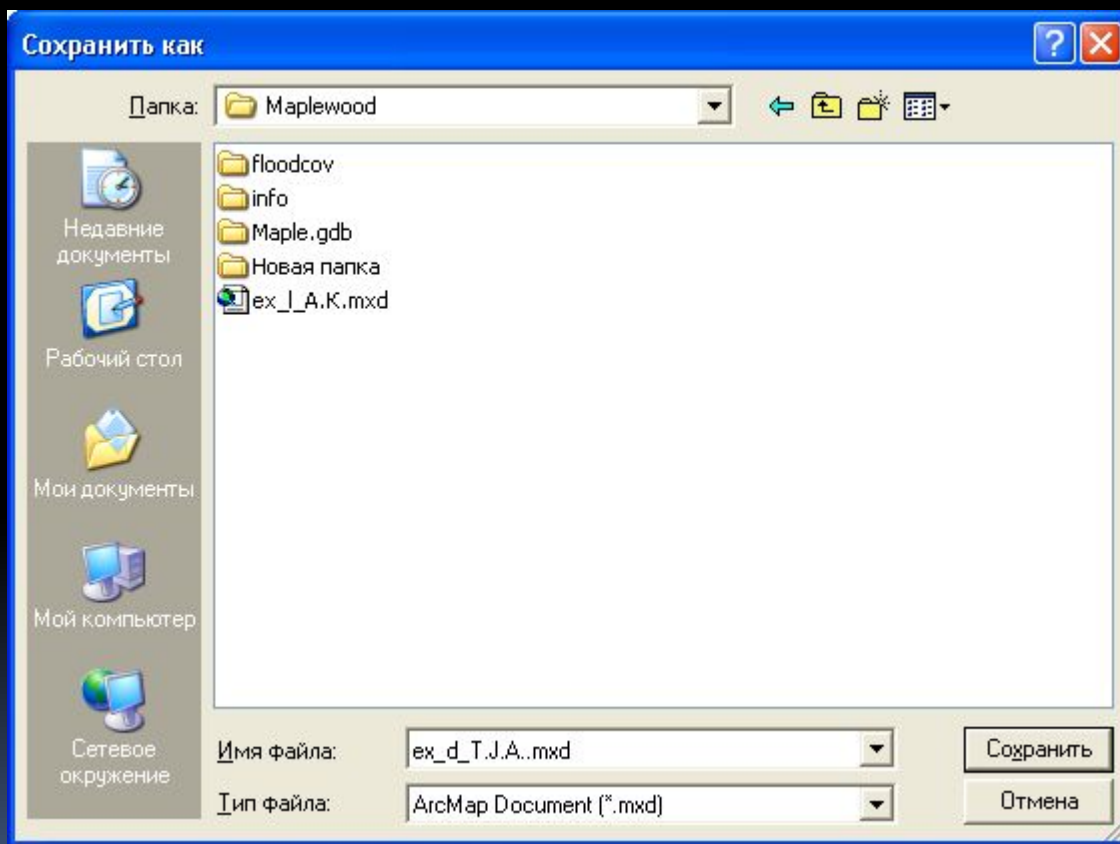 Сохранить как
Папка: Maplewood
floodcov
info
Maple.gdb
Новая папка
ex_l_A.K.mxd
Недавние
документы
Рабочий стол
Мои документы
Мой компьютер
Сетевое
окружение
Имя файла: ex_d_T.J.A..mxd Сохранить
Тип файла: ArcMap Document (*.mxd) Отмена